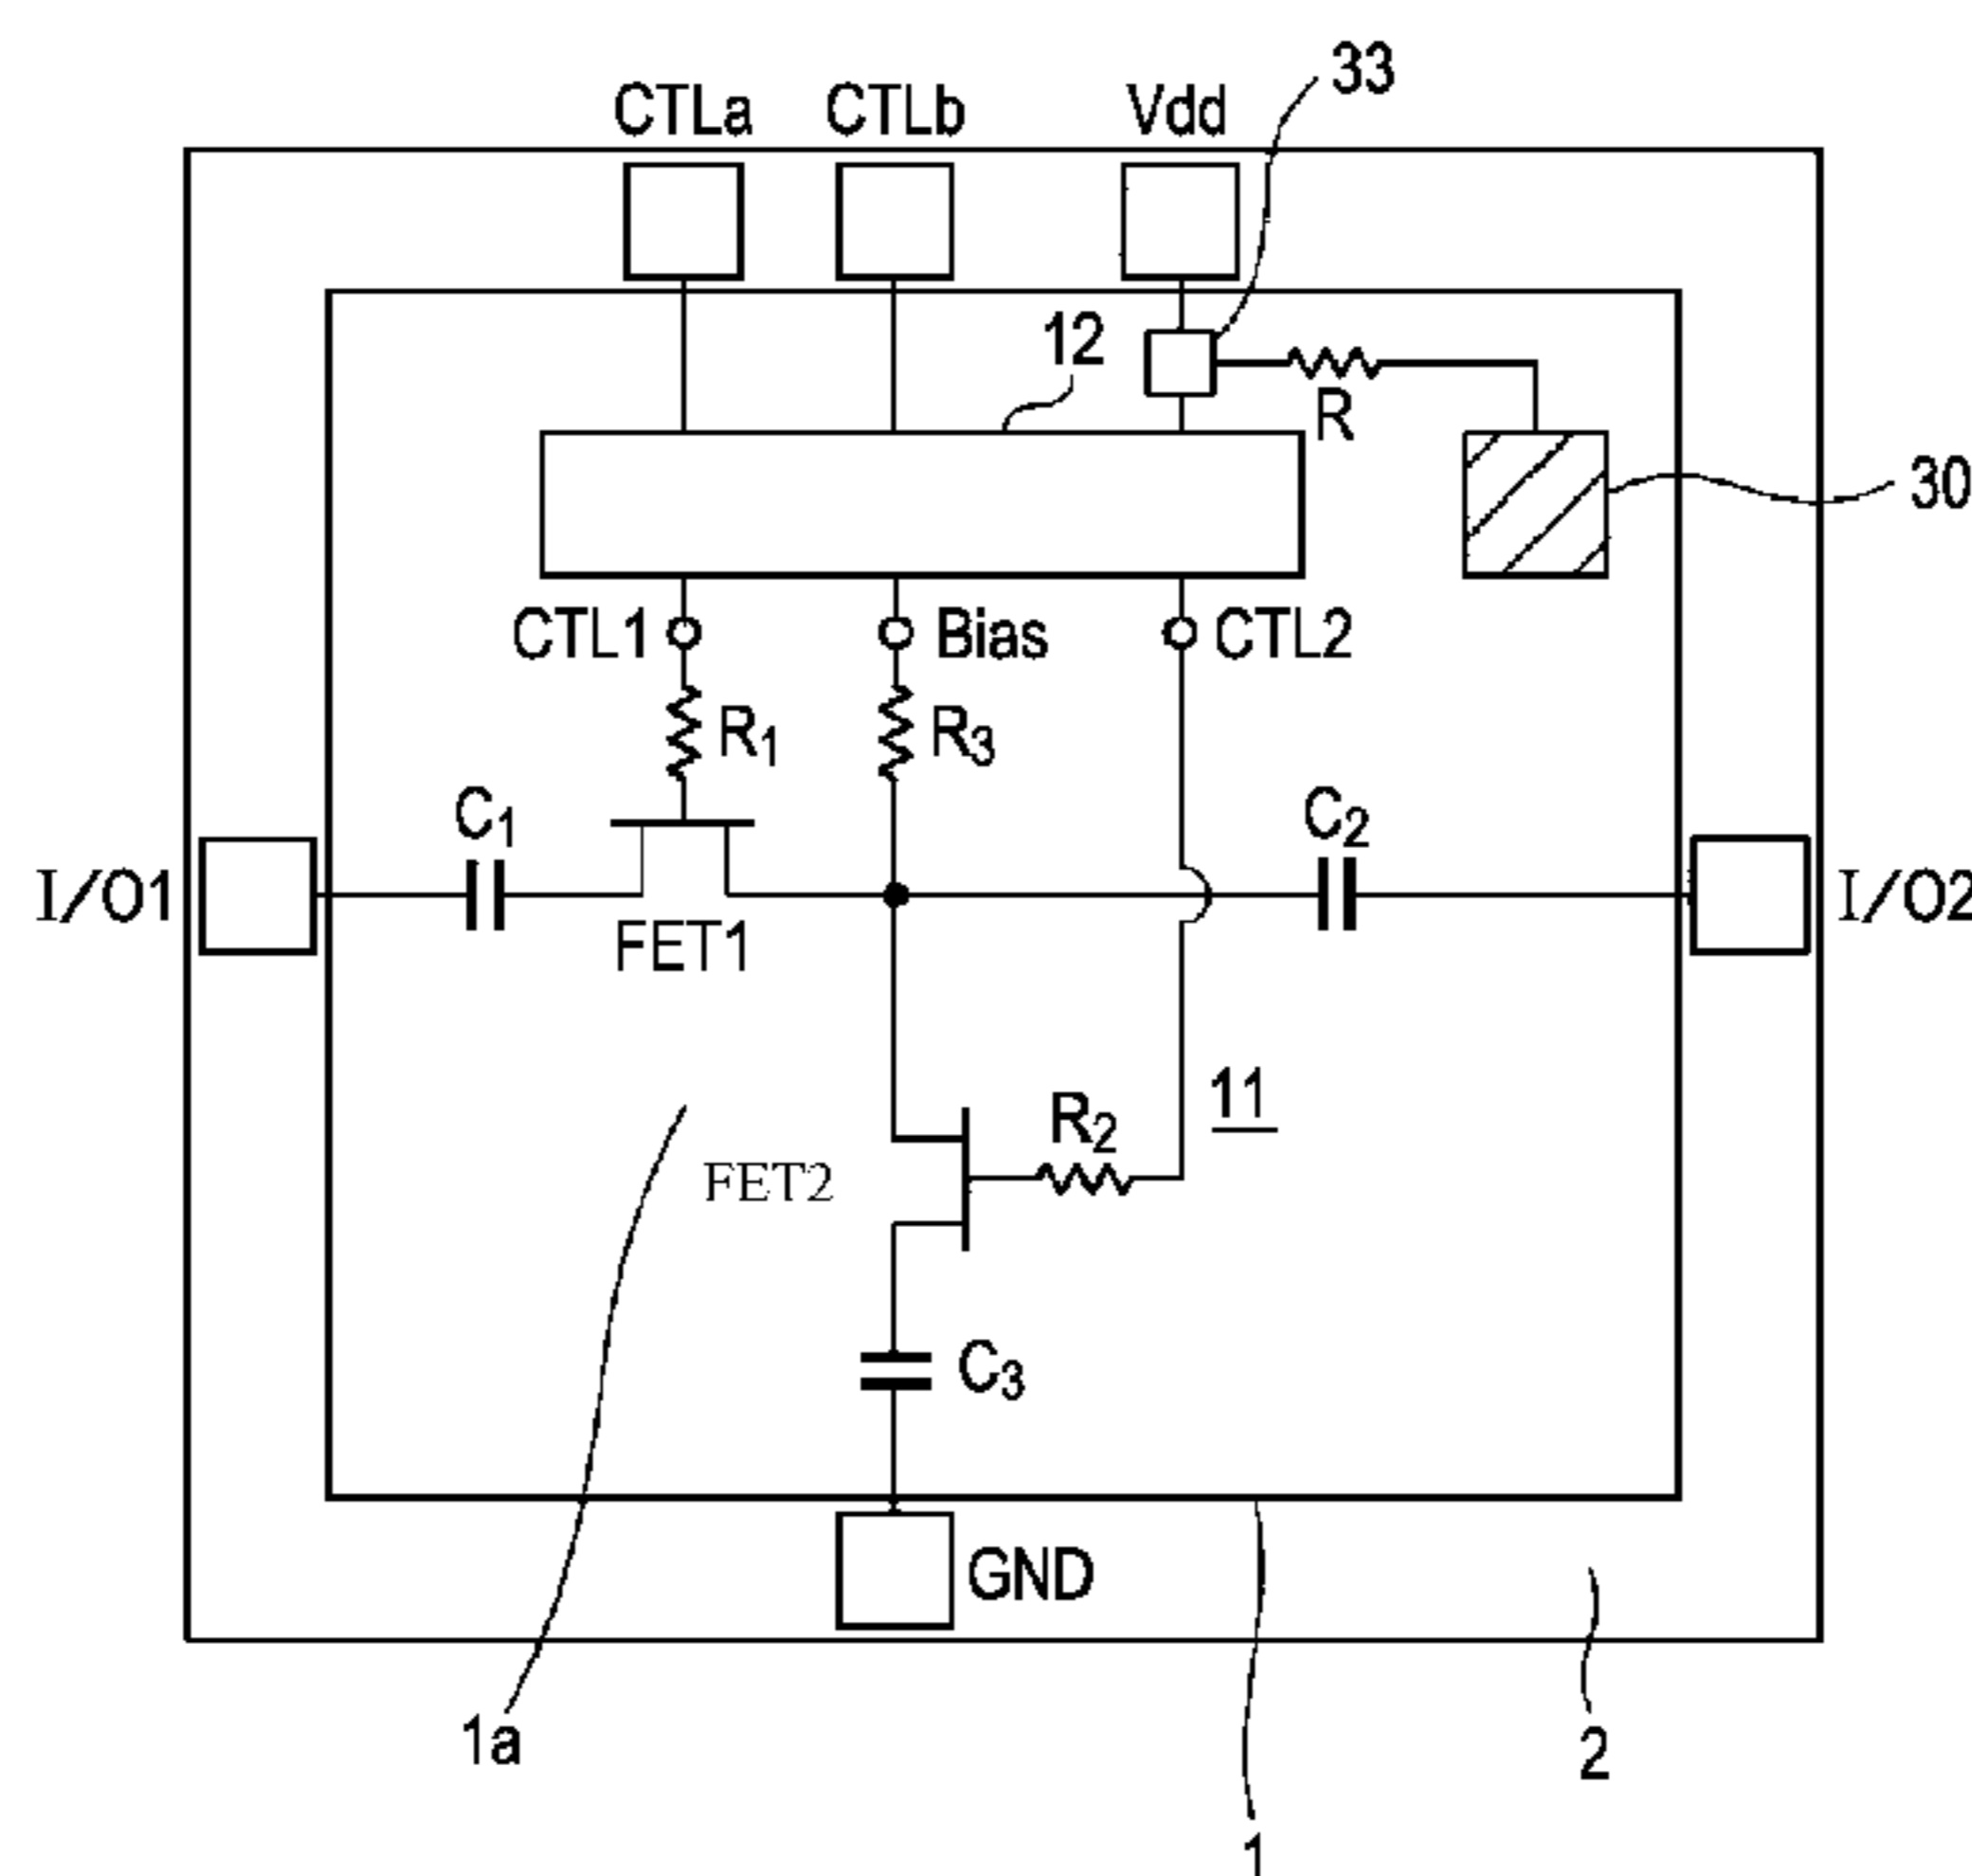 33
CTLa CTLb Vdd
12
R
30
CTL1 Bias CTL2
R1 R3
C1 C2
I/O1 I/O2
FET1
11
R2
FET2
C3
GND
1a 2
1